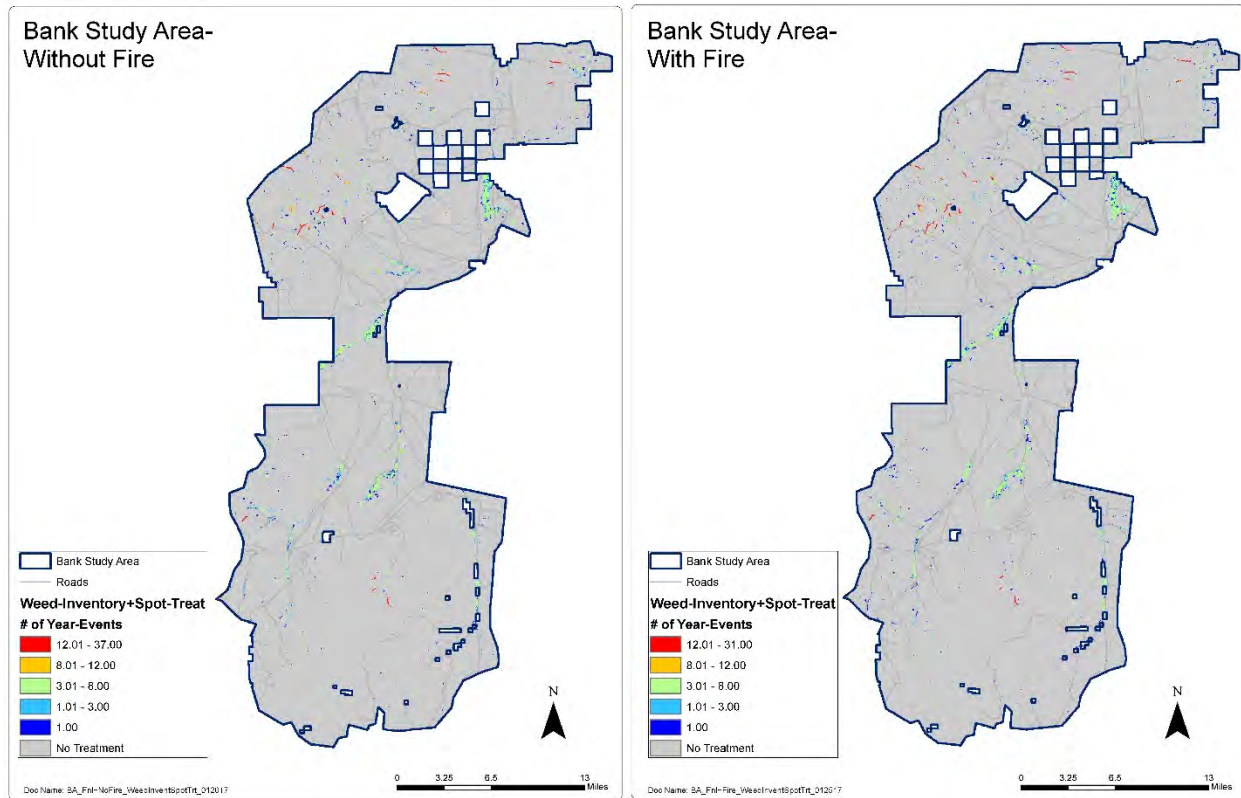 Bank Study Area-
Without Fire
Bank Study Area
Roads
Weed-Inventory+Spot-Treat
# of Year-Events
12.01 - 37.00
8.01 - 12.00
3.01 - 8.00
1.01 - 3.00
1.00
No Treatment
N
0 3.25 6.5 13
Miles
Doc Name: BA_Fnl-NoFire_WeedInventSpotTrt_012017
Bank Study Area-
With Fire
Bank Study Area
Roads
Weed-Inventory+Spot-Treat
# of Year-Events
12.01 - 31.00
8.01 - 12.00
3.01 - 8.00
1.01 - 3.00
1.00
No Treatment
N
0 3.25 6.5 13
Miles
Doc Name: